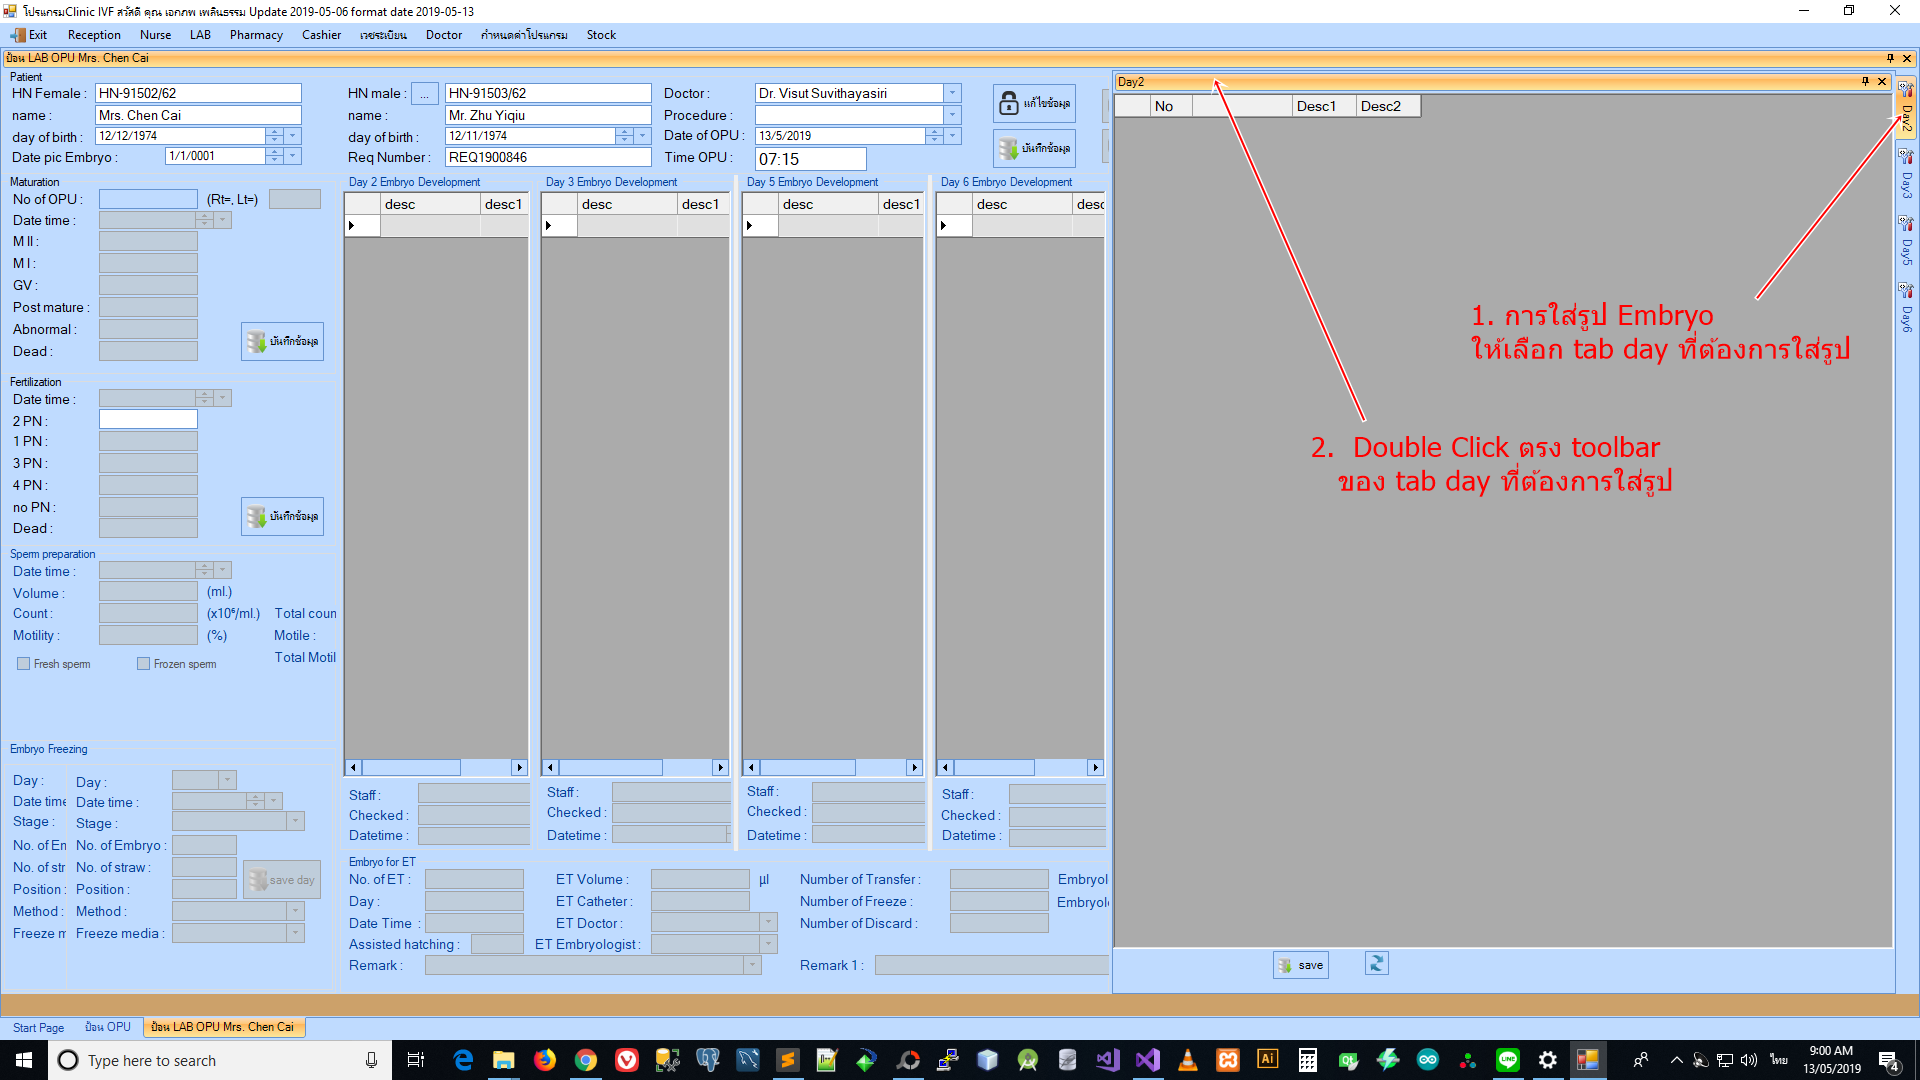 โปรแกรมClinic IVF สวัสดี คุณ เอกภพ เพลินธรรม Update 2019-05-06 format date 2019-05-13
Exit Reception Nurse LAB Pharmacy Cashier เวชระเบียน Doctor กำหนดค่าโปรแกรม Stock
ป้อน LAB OPU Mrs. Chen Cai
Patient
HN Female : HN-91502/62
name : Mrs. Chen Cai
day of birth : 12/12/1974
Date pic Embryo : 1/1/0001
HN male : ... HN-91503/62
name : Mr. Zhu Yiqiu
day of birth : 12/11/1974
Req Number : REQ1900846
Doctor : Dr. Visut Suvithayasiri
Procedure :
Date of OPU : 13/5/2019
Time OPU : 07:15
แก้ไขข้อมูล
บันทึกข้อมูล
Maturation
No of OPU : (Rt=, Lt=)
Date time :
M II :
M I :
GV :
Post mature :
Abnormal :
Dead :
บันทึกข้อมูล
Fertilization
Date time :
2 PN :
1 PN :
3 PN :
4 PN :
no PN :
Dead :
บันทึกข้อมูล
Sperm preparation
Date time :
Volume : (ml.)
Count : (x10⁶/ml.) Total coun
Motility : (%) Motile :
Total Motil
Fresh sperm Frozen sperm
Embryo Freezing
Day : Day :
Date time Date time :
Stage : Stage :
No. of En No. of Embryo :
No. of str No. of straw :
Position : Position :
Method : Method :
Freeze m Freeze media :
save day
Day 2 Embryo Development
desc desc1
Staff :
Checked :
Datetime :
Day 3 Embryo Development
desc desc1
Staff :
Checked :
Datetime :
Day 5 Embryo Development
desc desc1
Staff :
Checked :
Datetime :
Day 6 Embryo Development
desc desc
Staff :
Checked :
Datetime :
Embryo for ET
No. of ET : ET Volume : µl Number of Transfer : Embryol
Day : ET Catheter : Number of Freeze : Embryol
Date Time : ET Doctor : Number of Discard :
Assisted hatching : ET Embryologist :
Remark : Remark 1 :
Day2
No Desc1 Desc2
1. การใส่รูป Embryo
ให้เลือก tab day ที่ต้องการใส่รูป
2. Double Click ตรง toolbar
ของ tab day ที่ต้องการใส่รูป
save
Day2
Day3
Day5
Day6
Start Page ป้อน OPU ป้อน LAB OPU Mrs. Chen Cai
Type here to search
Ai
LINE
ไทย
9:00 AM
13/05/2019
4